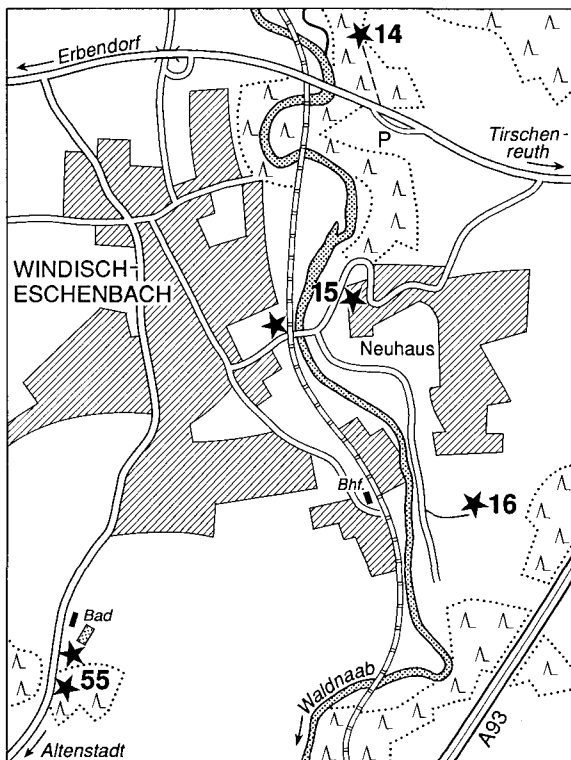 14
Erbendorf
P
Tirschen-
reuth
WINDISCH-
ESCHENBACH
15
Neuhaus
Bhf.
16
Bad
55
Waldnaab
A93
Altenstadt